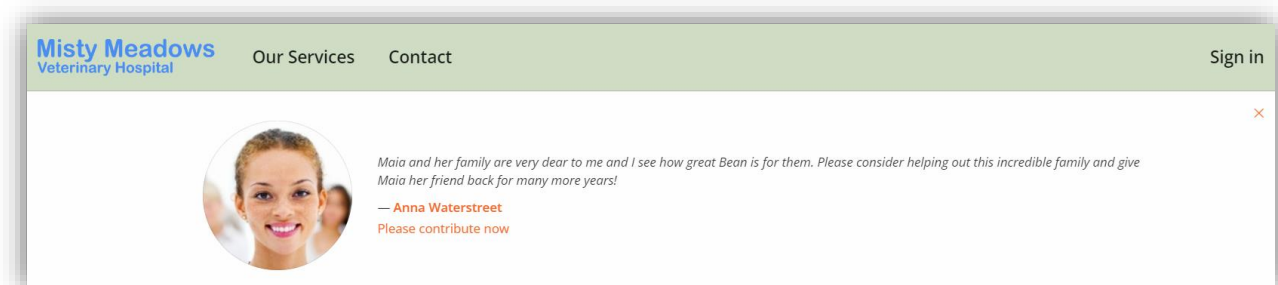 Misty Meadows
Veterinary Hospital
Our Services
Contact
Sign in
×
Maia and her family are very dear to me and I see how great Bean is for them. Please consider helping out this incredible family and give
Maia her friend back for many more years!
— Anna Waterstreet
Please contribute now